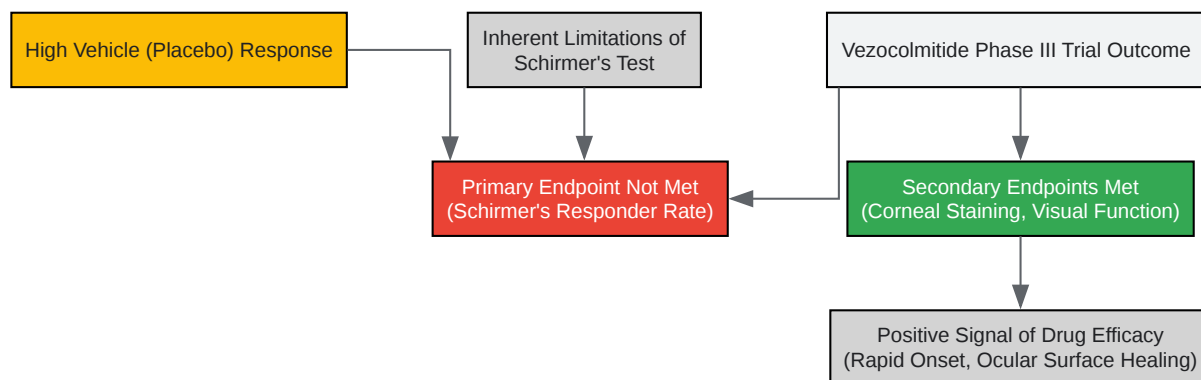 High Vehicle (Placebo) Response
Inherent Limitations of
Schirmer's Test
Vezocolmitide Phase III Trial Outcome
Primary Endpoint Not Met
(Schirmer's Responder Rate)
Secondary Endpoints Met
(Corneal Staining, Visual Function)
Positive Signal of Drug Efficacy
(Rapid Onset, Ocular Surface Healing)